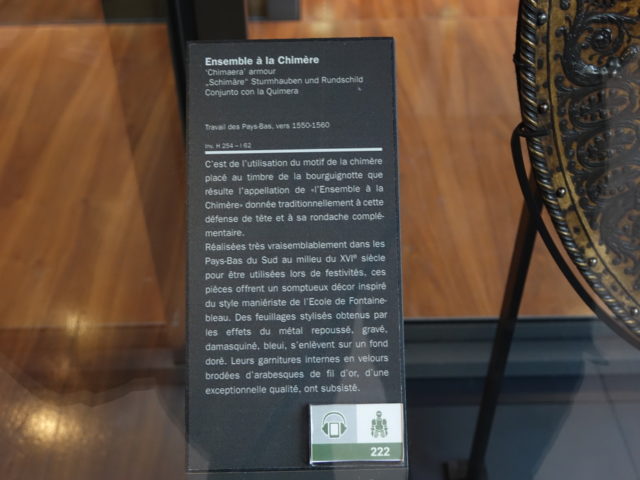 Ensemble à la Chimère
'Chimaera' armour
„Schimäre“ Sturmhauben und Rundschild
Conjunto con la Quimera
Travail des Pays-Bas, vers 1550-1560
Inv. H 254 – I 62
C'est de l'utilisation du motif de la chimère
placé au timbre de la bourguignotte que
résulte l'appellation de «l'Ensemble à la
Chimère» donnée traditionnellement à cette
défense de tête et à sa rondache complé-
mentaire.
Réalisées très vraisemblablement dans les
Pays-Bas du Sud au milieu du XVIe siècle
pour être utilisées lors de festivités, ces
pièces offrent un somptueux décor inspiré
du style maniériste de l'Ecole de Fontaine-
bleau. Des feuillages stylisés obtenus par
les effets du métal repoussé, gravé,
damasquiné, bleui, s'enlèvent sur un fond
doré. Leurs garnitures internes en velours
brodées d'arabesques de fil d'or, d'une
exceptionnelle qualité, ont subsisté.
222